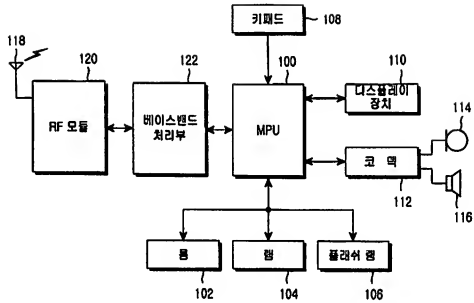 키패드
108
118
120
122
100
110
RF 모듈
베이스밴드
처리부
MPU
디스플레이
장치
114
코 덱
112
116
롬
램
플래쉬 램
102
104
106